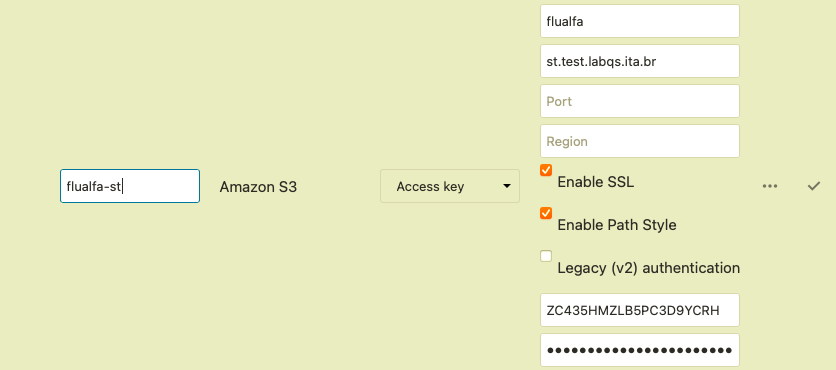 flualfa
st.test.labqs.ita.br
Port
Region
flualfa-st
Amazon S3
Access key
Enable SSL
Enable Path Style
Legacy (v2) authentication
ZC435HMZLB5PC3D9YCRH